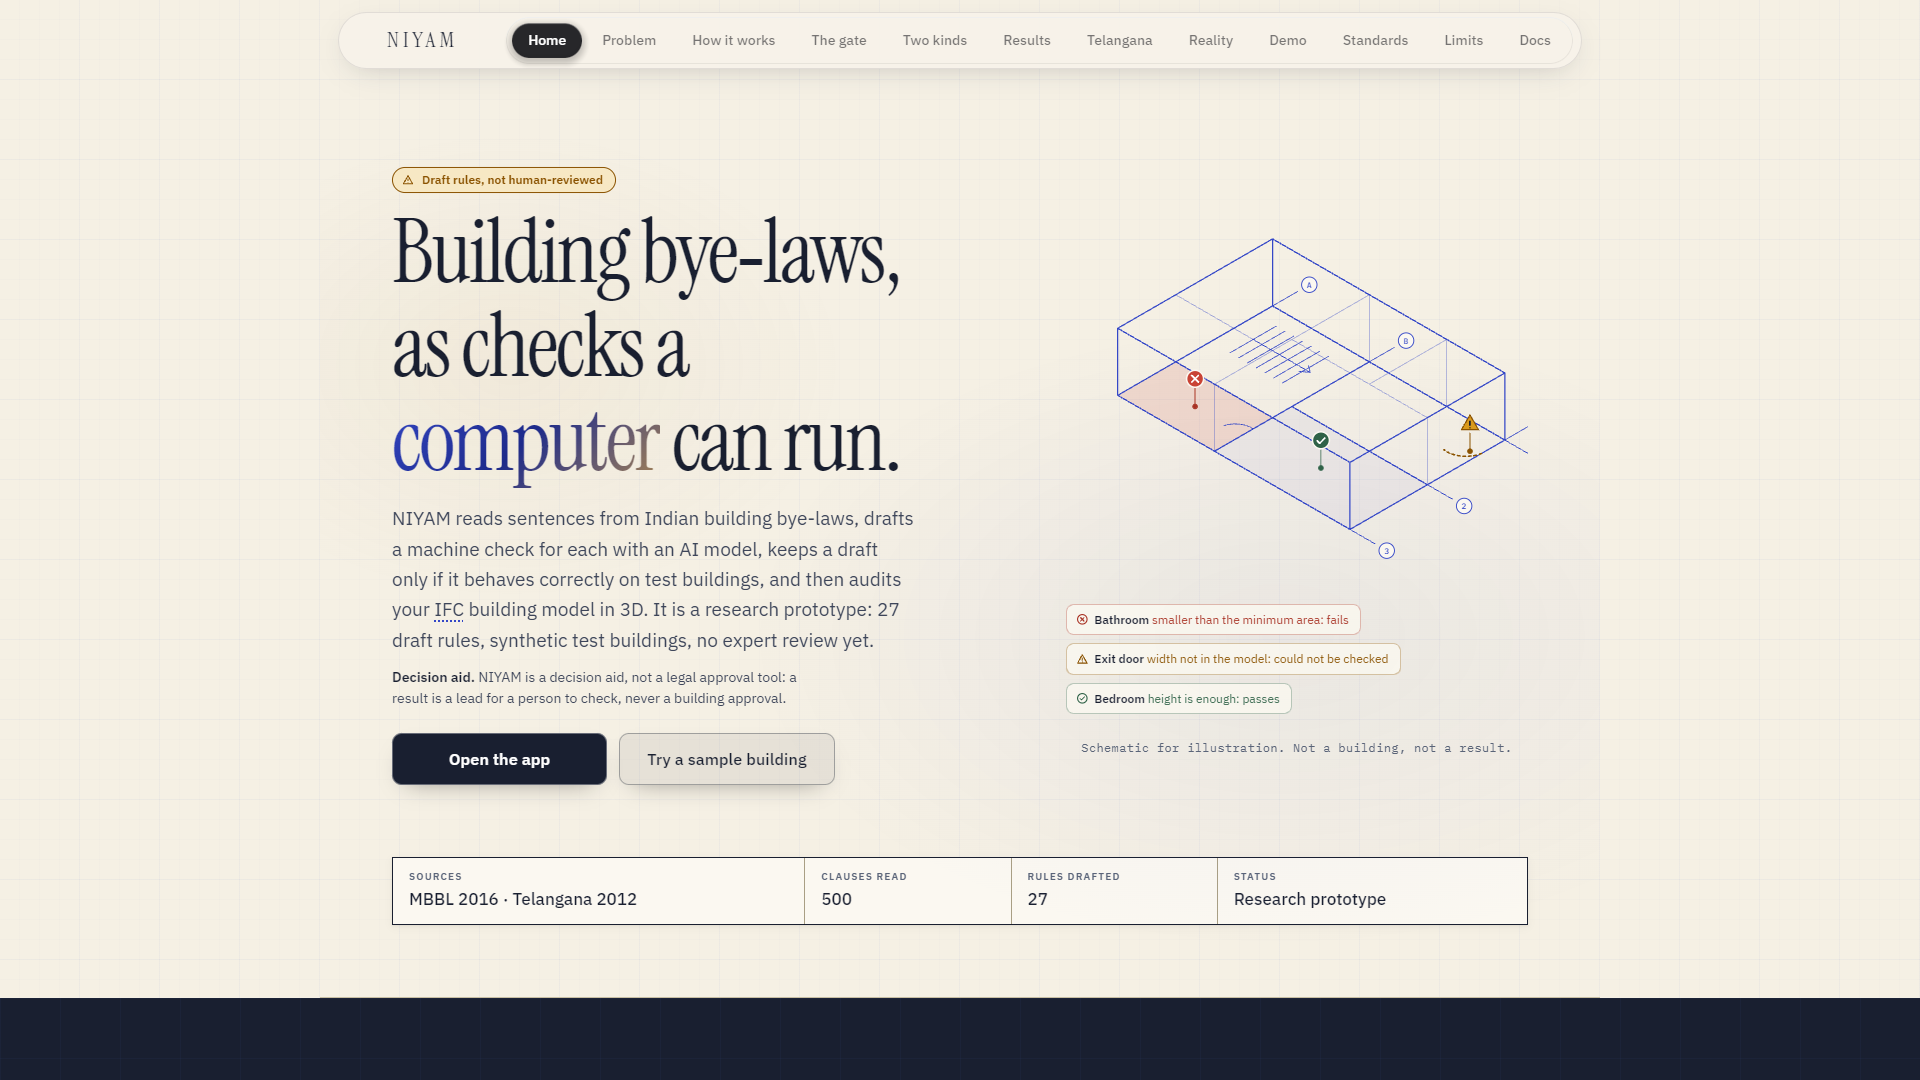 NIYAM
Home Problem How it works The gate Two kinds Results Telangana Reality Demo Standards Limits Docs
Draft rules, not human-reviewed
Building bye-laws,
as checks a
computer can run.
NIYAM reads sentences from Indian building bye-laws, drafts
a machine check for each with an AI model, keeps a draft
only if it behaves correctly on test buildings, and then audits
your IFC building model in 3D. It is a research prototype: 27
draft rules, synthetic test buildings, no expert review yet.
Decision aid. NIYAM is a decision aid, not a legal approval tool: a
result is a lead for a person to check, never a building approval.
Open the app
Try a sample building
A
B
2
3
Bathroom smaller than the minimum area: fails
Exit door width not in the model: could not be checked
Bedroom height is enough: passes
Schematic for illustration. Not a building, not a result.
SOURCES
MBBL 2016 · Telangana 2012
CLAUSES READ
500
RULES DRAFTED
27
STATUS
Research prototype